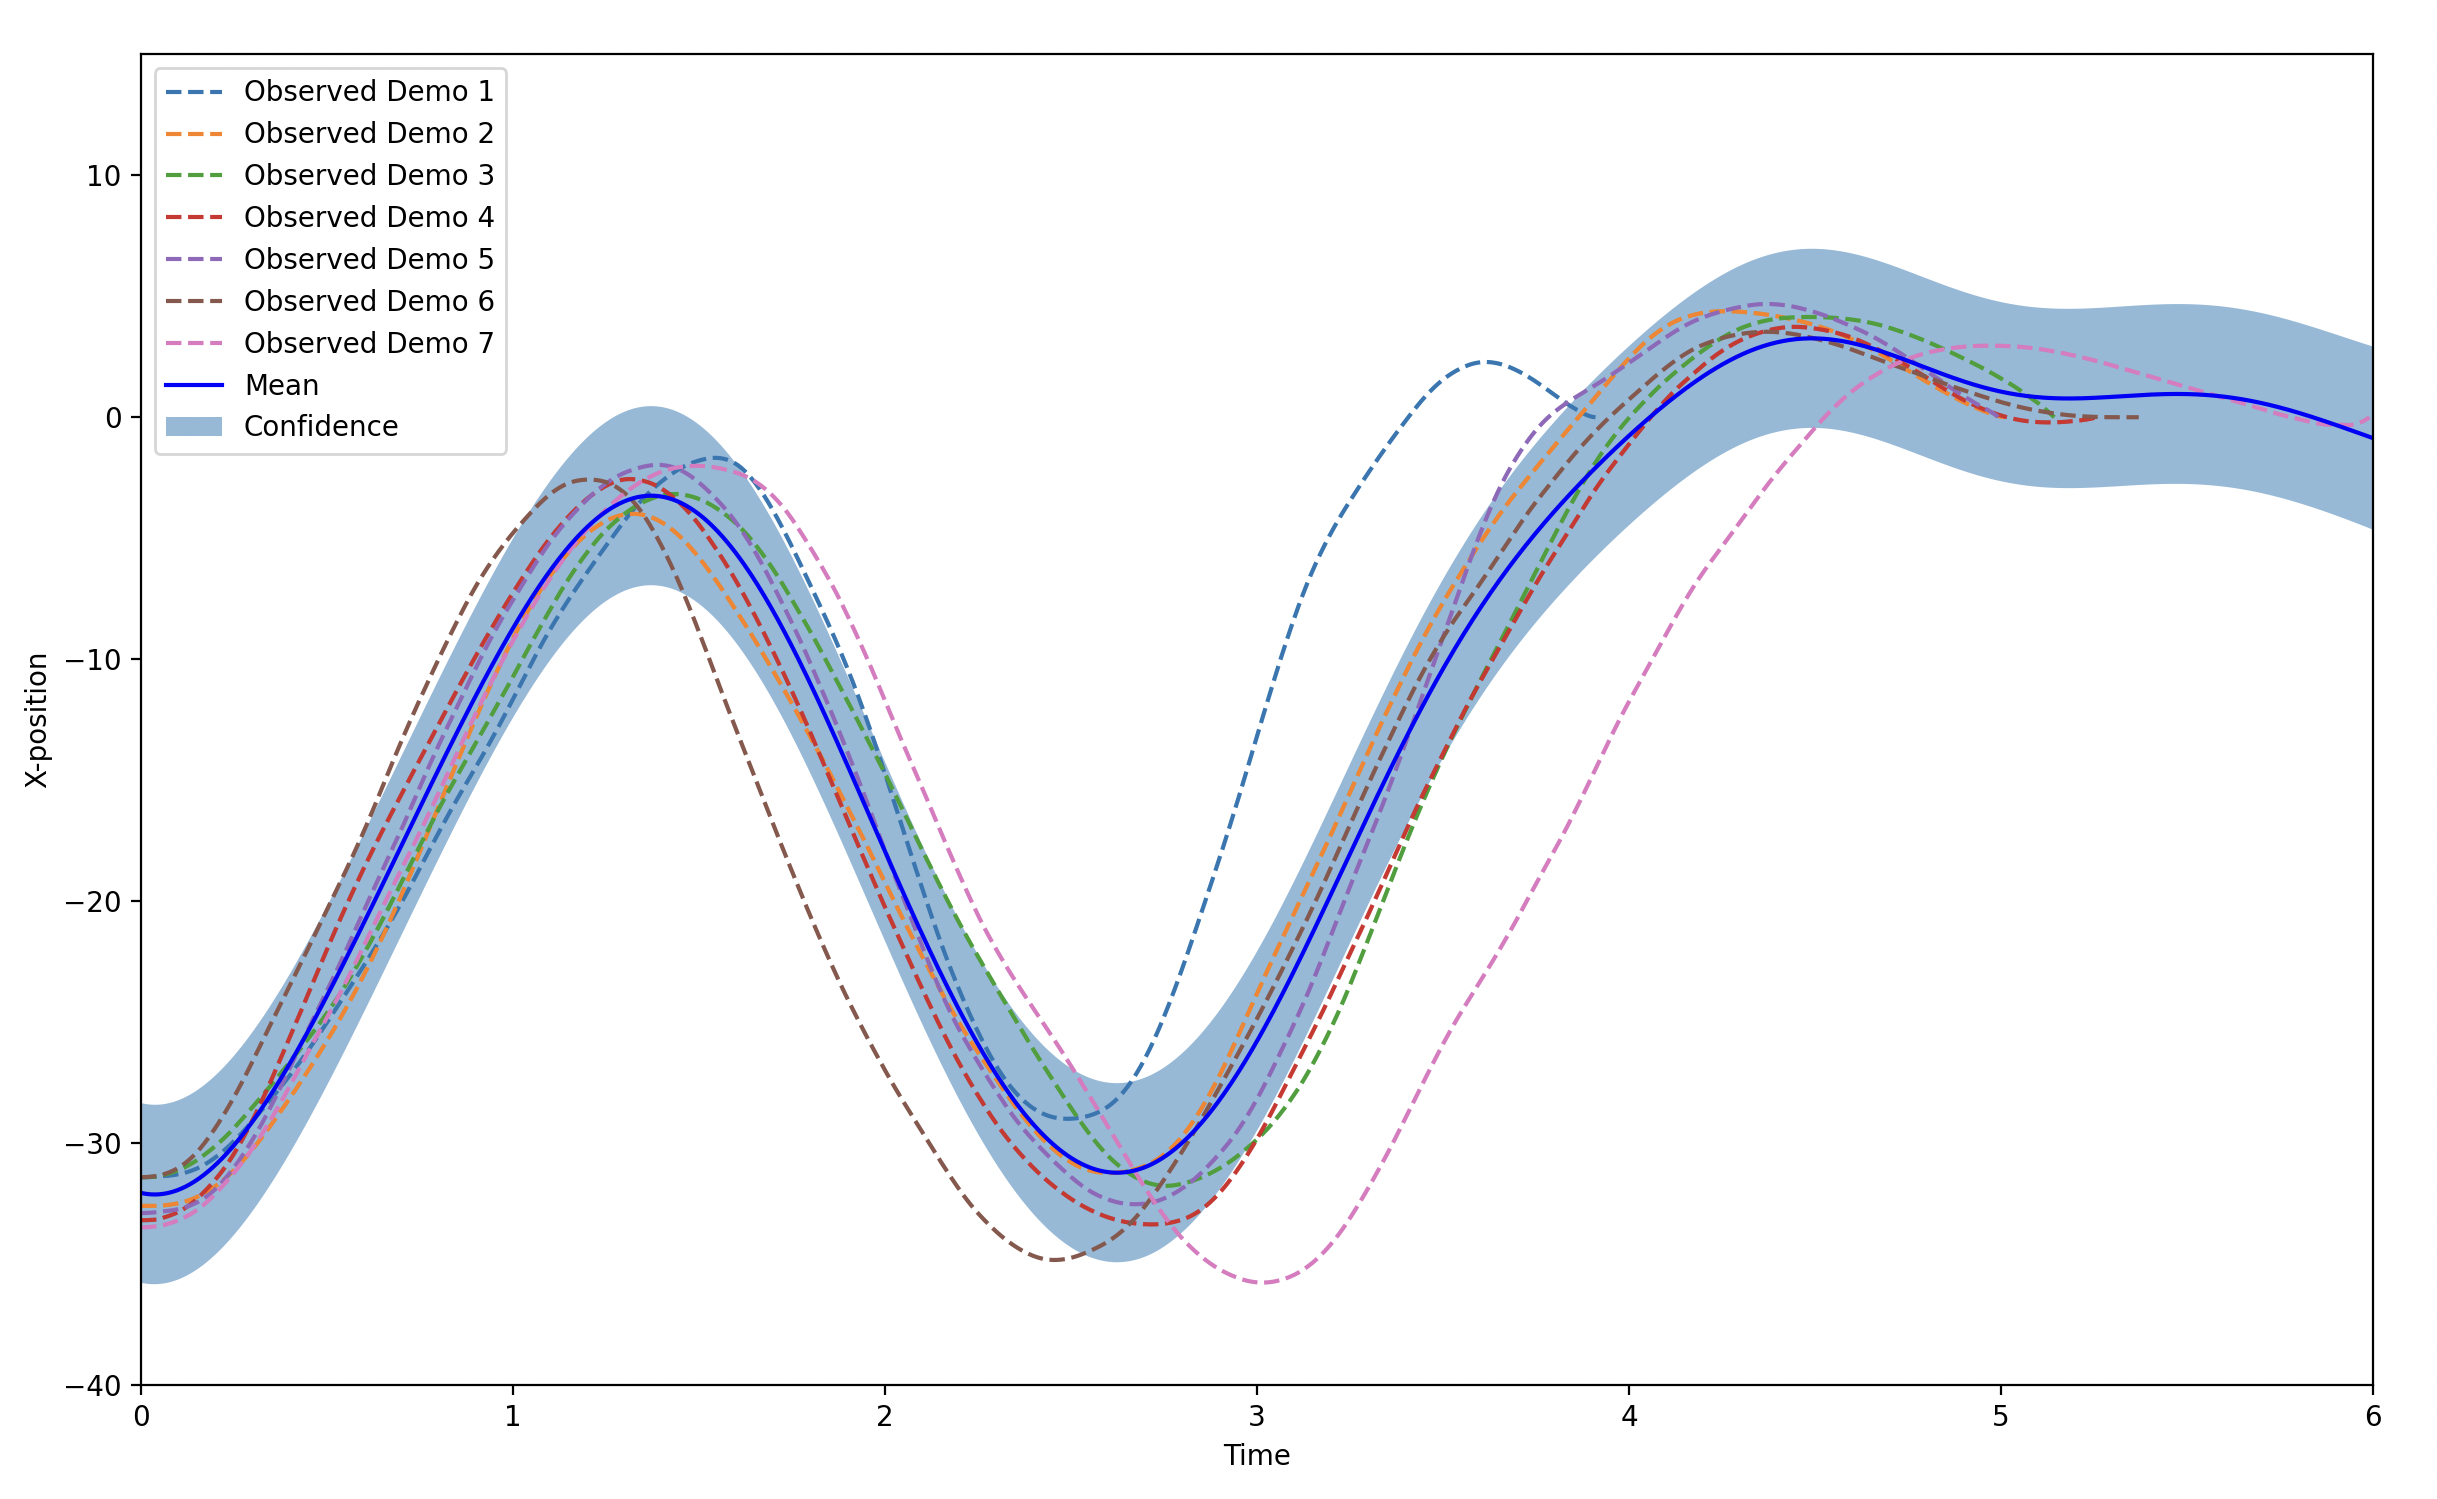 Observed Demo 1
Observed Demo 2
Observed Demo 3
Observed Demo 4
Observed Demo 5
Observed Demo 6
Observed Demo 7
Mean
Confidence
10
0
−10
−20
−30
−40
X-position
0 1 2 3 4 5 6
Time